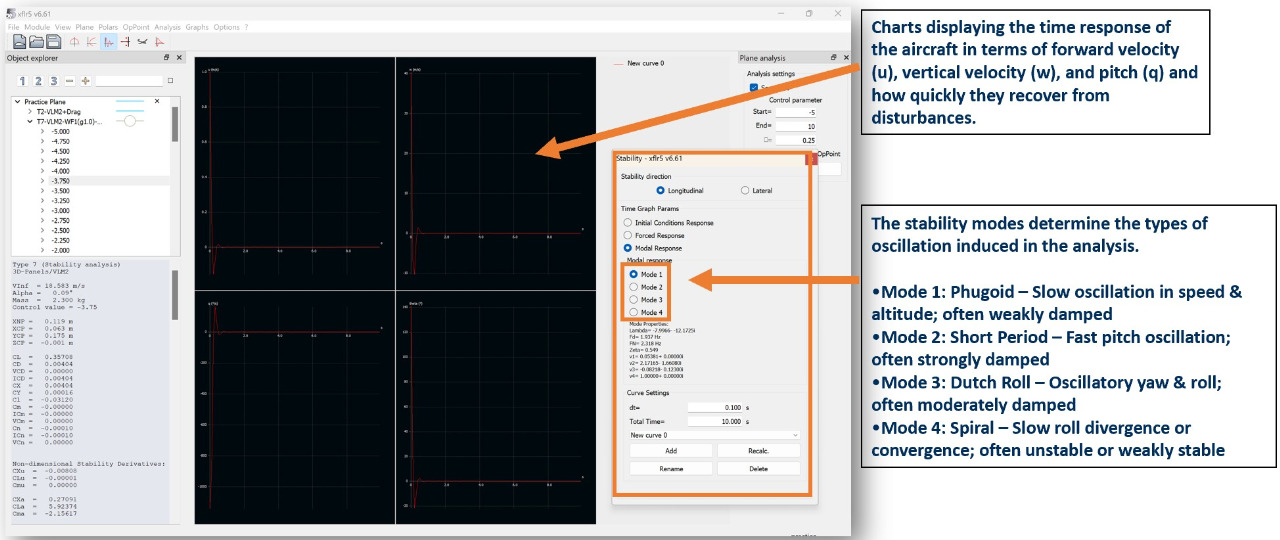 xflr5 v6.61
File Module View Plane Polars OpPoint Analysis Graphs Options ?
Object explorer
1 2 3
Practice Plane
T2-VLM2+Drag
T7-VLM2-WF1(g1.0)-...
-5.000
-4.750
-4.500
-4.250
-4.000
-3.750
-3.500
-3.250
-3.000
-2.750
-2.500
-2.250
-2.000
Type 7 (Stability analysis)
3D-Panels/VLM2
VInf = 18.583 m/s
Alpha = 0.09°
Mass = 2.300 kg
Control value = -3.75
XNP = 0.119 m
XCP = 0.063 m
YCP = 0.175 m
ZCP = -0.001 m
CL = 0.35708
CD = 0.00404
VCD = 0.00000
ICD = 0.00404
CX = 0.00404
CY = 0.00016
Cl = -0.03120
Cm = -0.00000
ICm = -0.00000
VCm = 0.00000
Cn = -0.00010
ICn = -0.00010
VCn = 0.00000
Non-dimensional Stability Derivatives:
CXu = -0.00808
CLu = -0.00001
Cmu = 0.00000
CXa = 0.27091
CLa = 5.92374
Cma = -2.15617
New curve 0
Plane analysis
Analysis settings
Control parameter
Start= -5
End= 10
0.25
OpPoint
Stability - xflr5 v6.61
Stability direction
Longitudinal Lateral
Time Graph Params
Initial Conditions Response
Forced Response
Modal Response
Modal response
Mode 1
Mode 2
Mode 3
Mode 4
Mode Properties:
Lambda= -7.9966- -12.1725i
Fd= 1.937 Hz
FN= 2.318 Hz
Zeta= 0.549
v1= 0.05381+ 0.00000i
v2= 2.17165- 1.66080i
v3= -0.08218- 0.12300i
v4= 1.00000+ 0.00000i
Curve Settings
dt= 0.100 s
Total Time= 10.000 s
New curve 0
Add Recalc.
Rename Delete
Charts displaying the time response of
the aircraft in terms of forward velocity
(u), vertical velocity (w), and pitch (q) and
how quickly they recover from
disturbances.
The stability modes determine the types of
oscillation induced in the analysis.
•Mode 1: Phugoid – Slow oscillation in speed &
altitude; often weakly damped
•Mode 2: Short Period – Fast pitch oscillation;
often strongly damped
•Mode 3: Dutch Roll – Oscillatory yaw & roll;
often moderately damped
•Mode 4: Spiral – Slow roll divergence or
convergence; often unstable or weakly stable